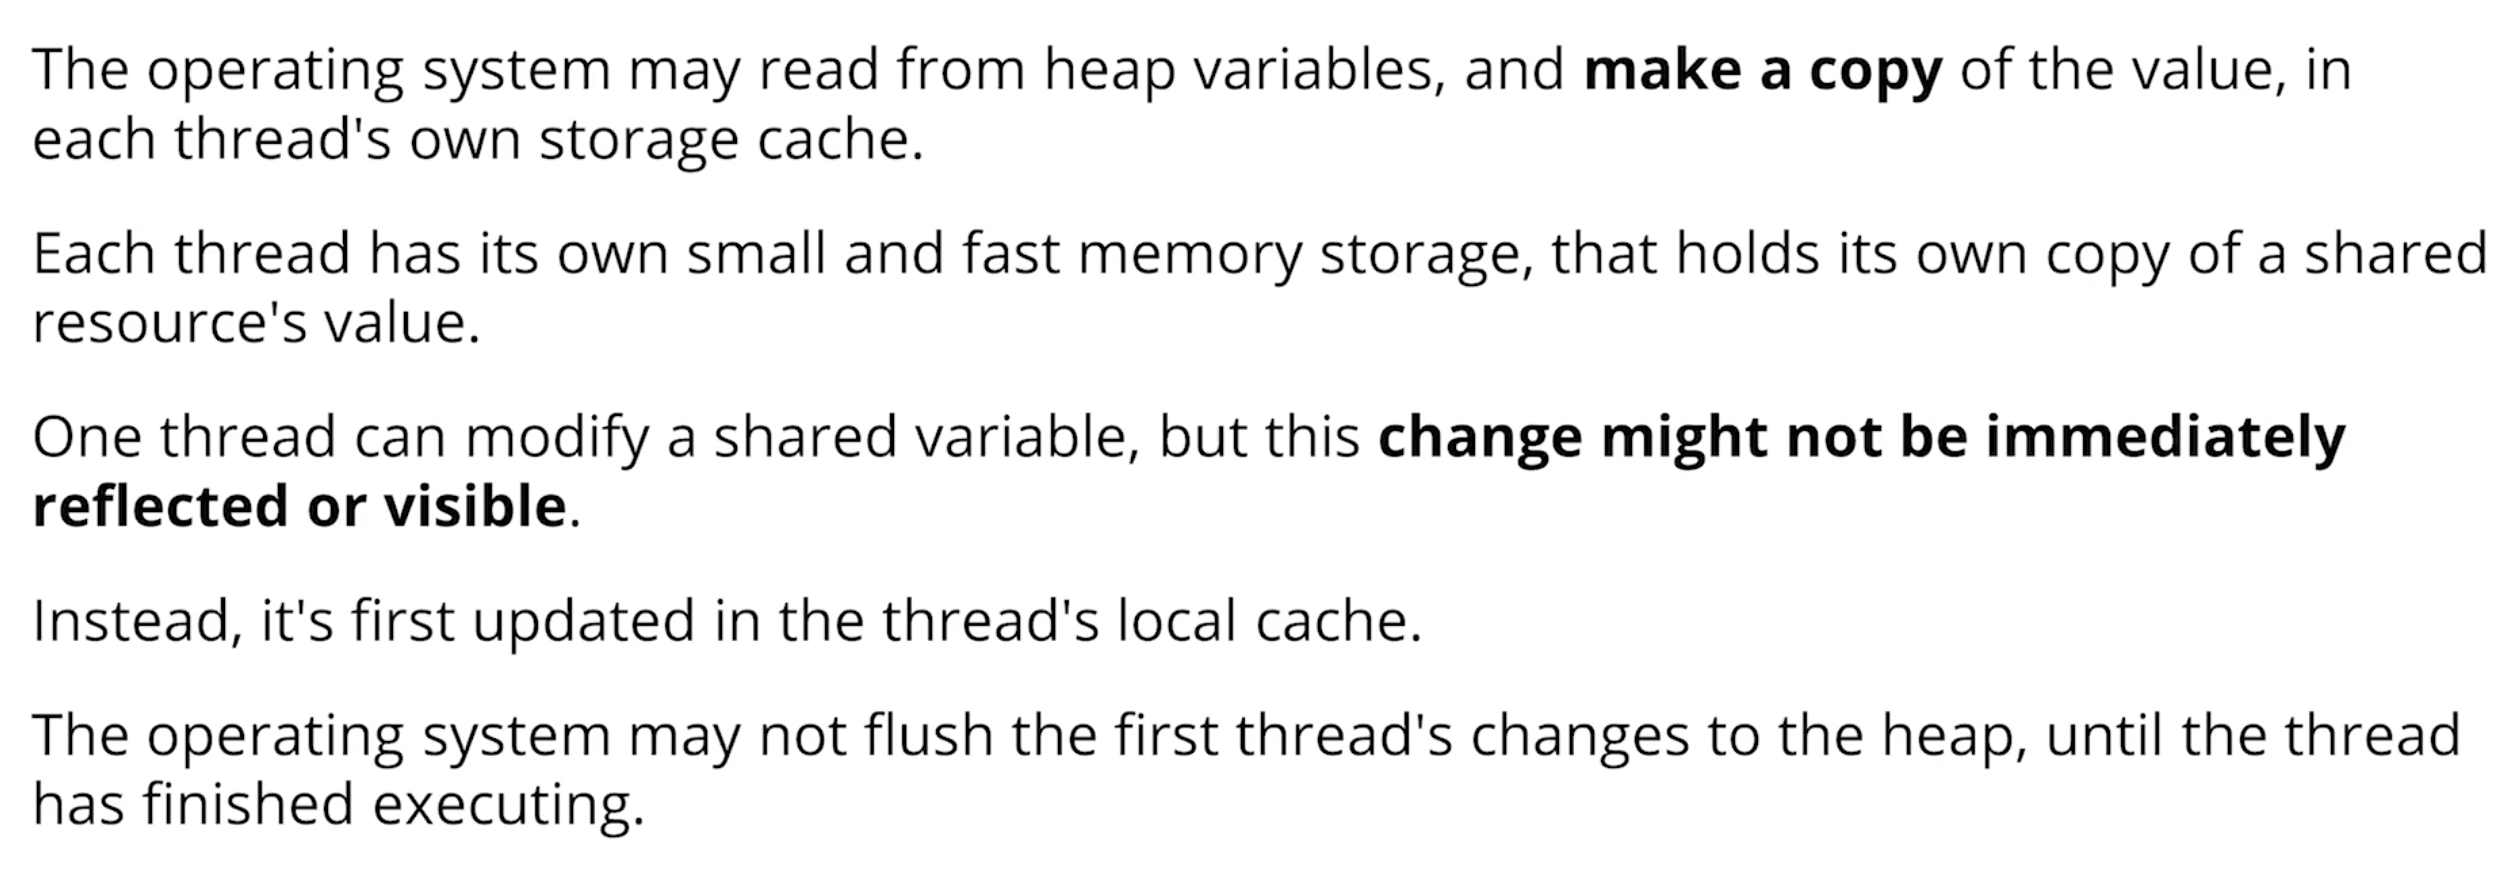 The operating system may read from heap variables, and make a copy of the value, in
each thread's own storage cache.
Each thread has its own small and fast memory storage, that holds its own copy of a shared
resource's value.
One thread can modify a shared variable, but this change might not be immediately
reflected or visible.
Instead, it's first updated in the thread's local cache.
The operating system may not flush the first thread's changes to the heap, until the thread
has finished executing.